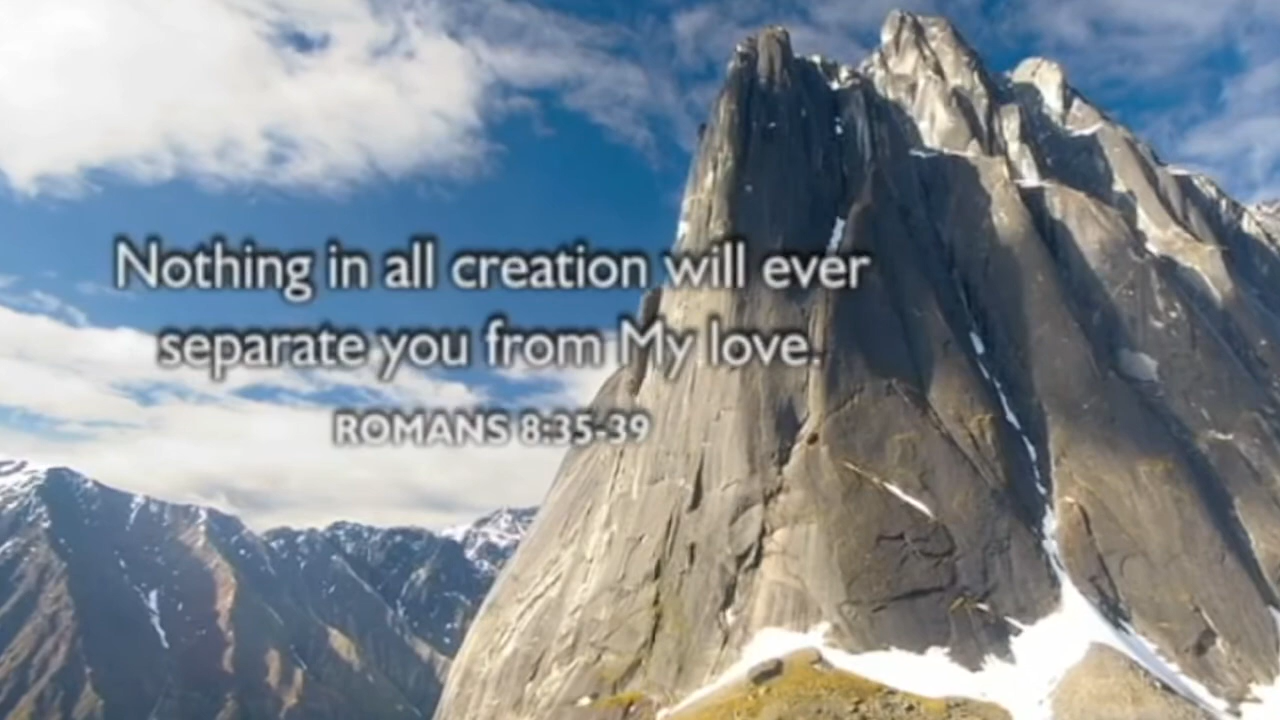 Nothing in all creation will ever
separate you from My love.
ROMANS 8:35-39